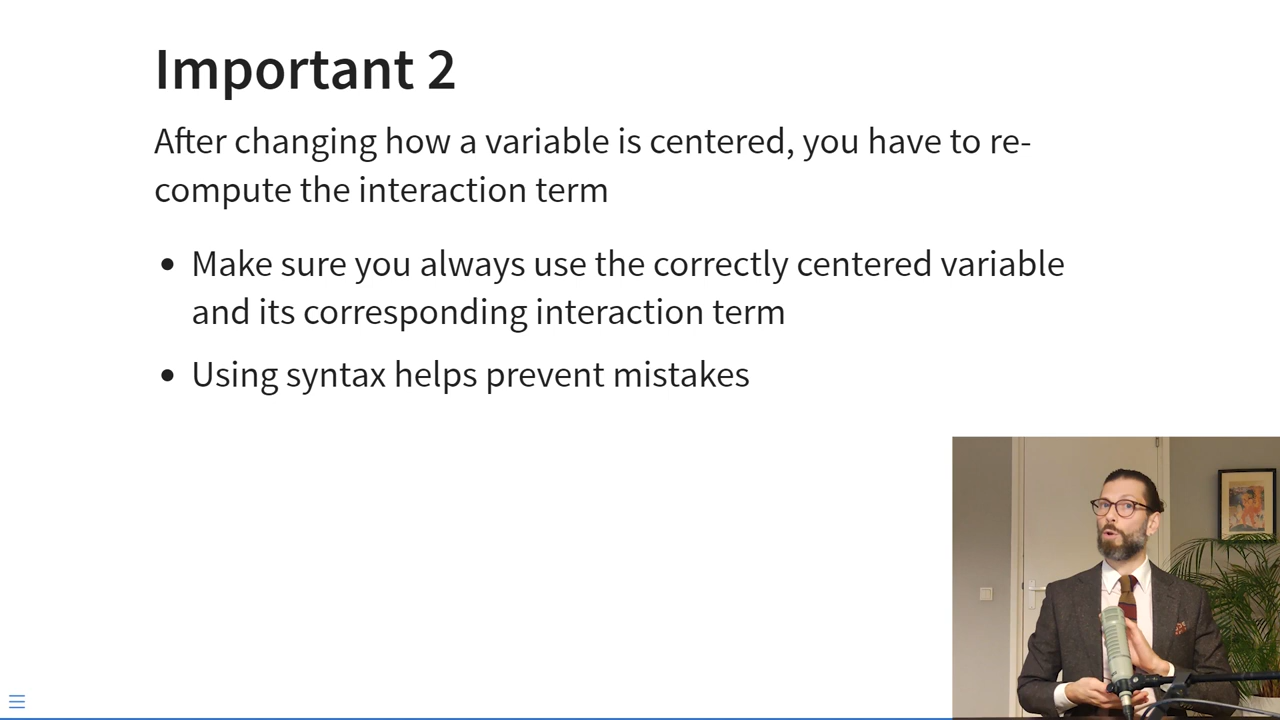 Important 2
After changing how a variable is centered, you have to re-
compute the interaction term
• Make sure you always use the correctly centered variable
and its corresponding interaction term
• Using syntax helps prevent mistakes